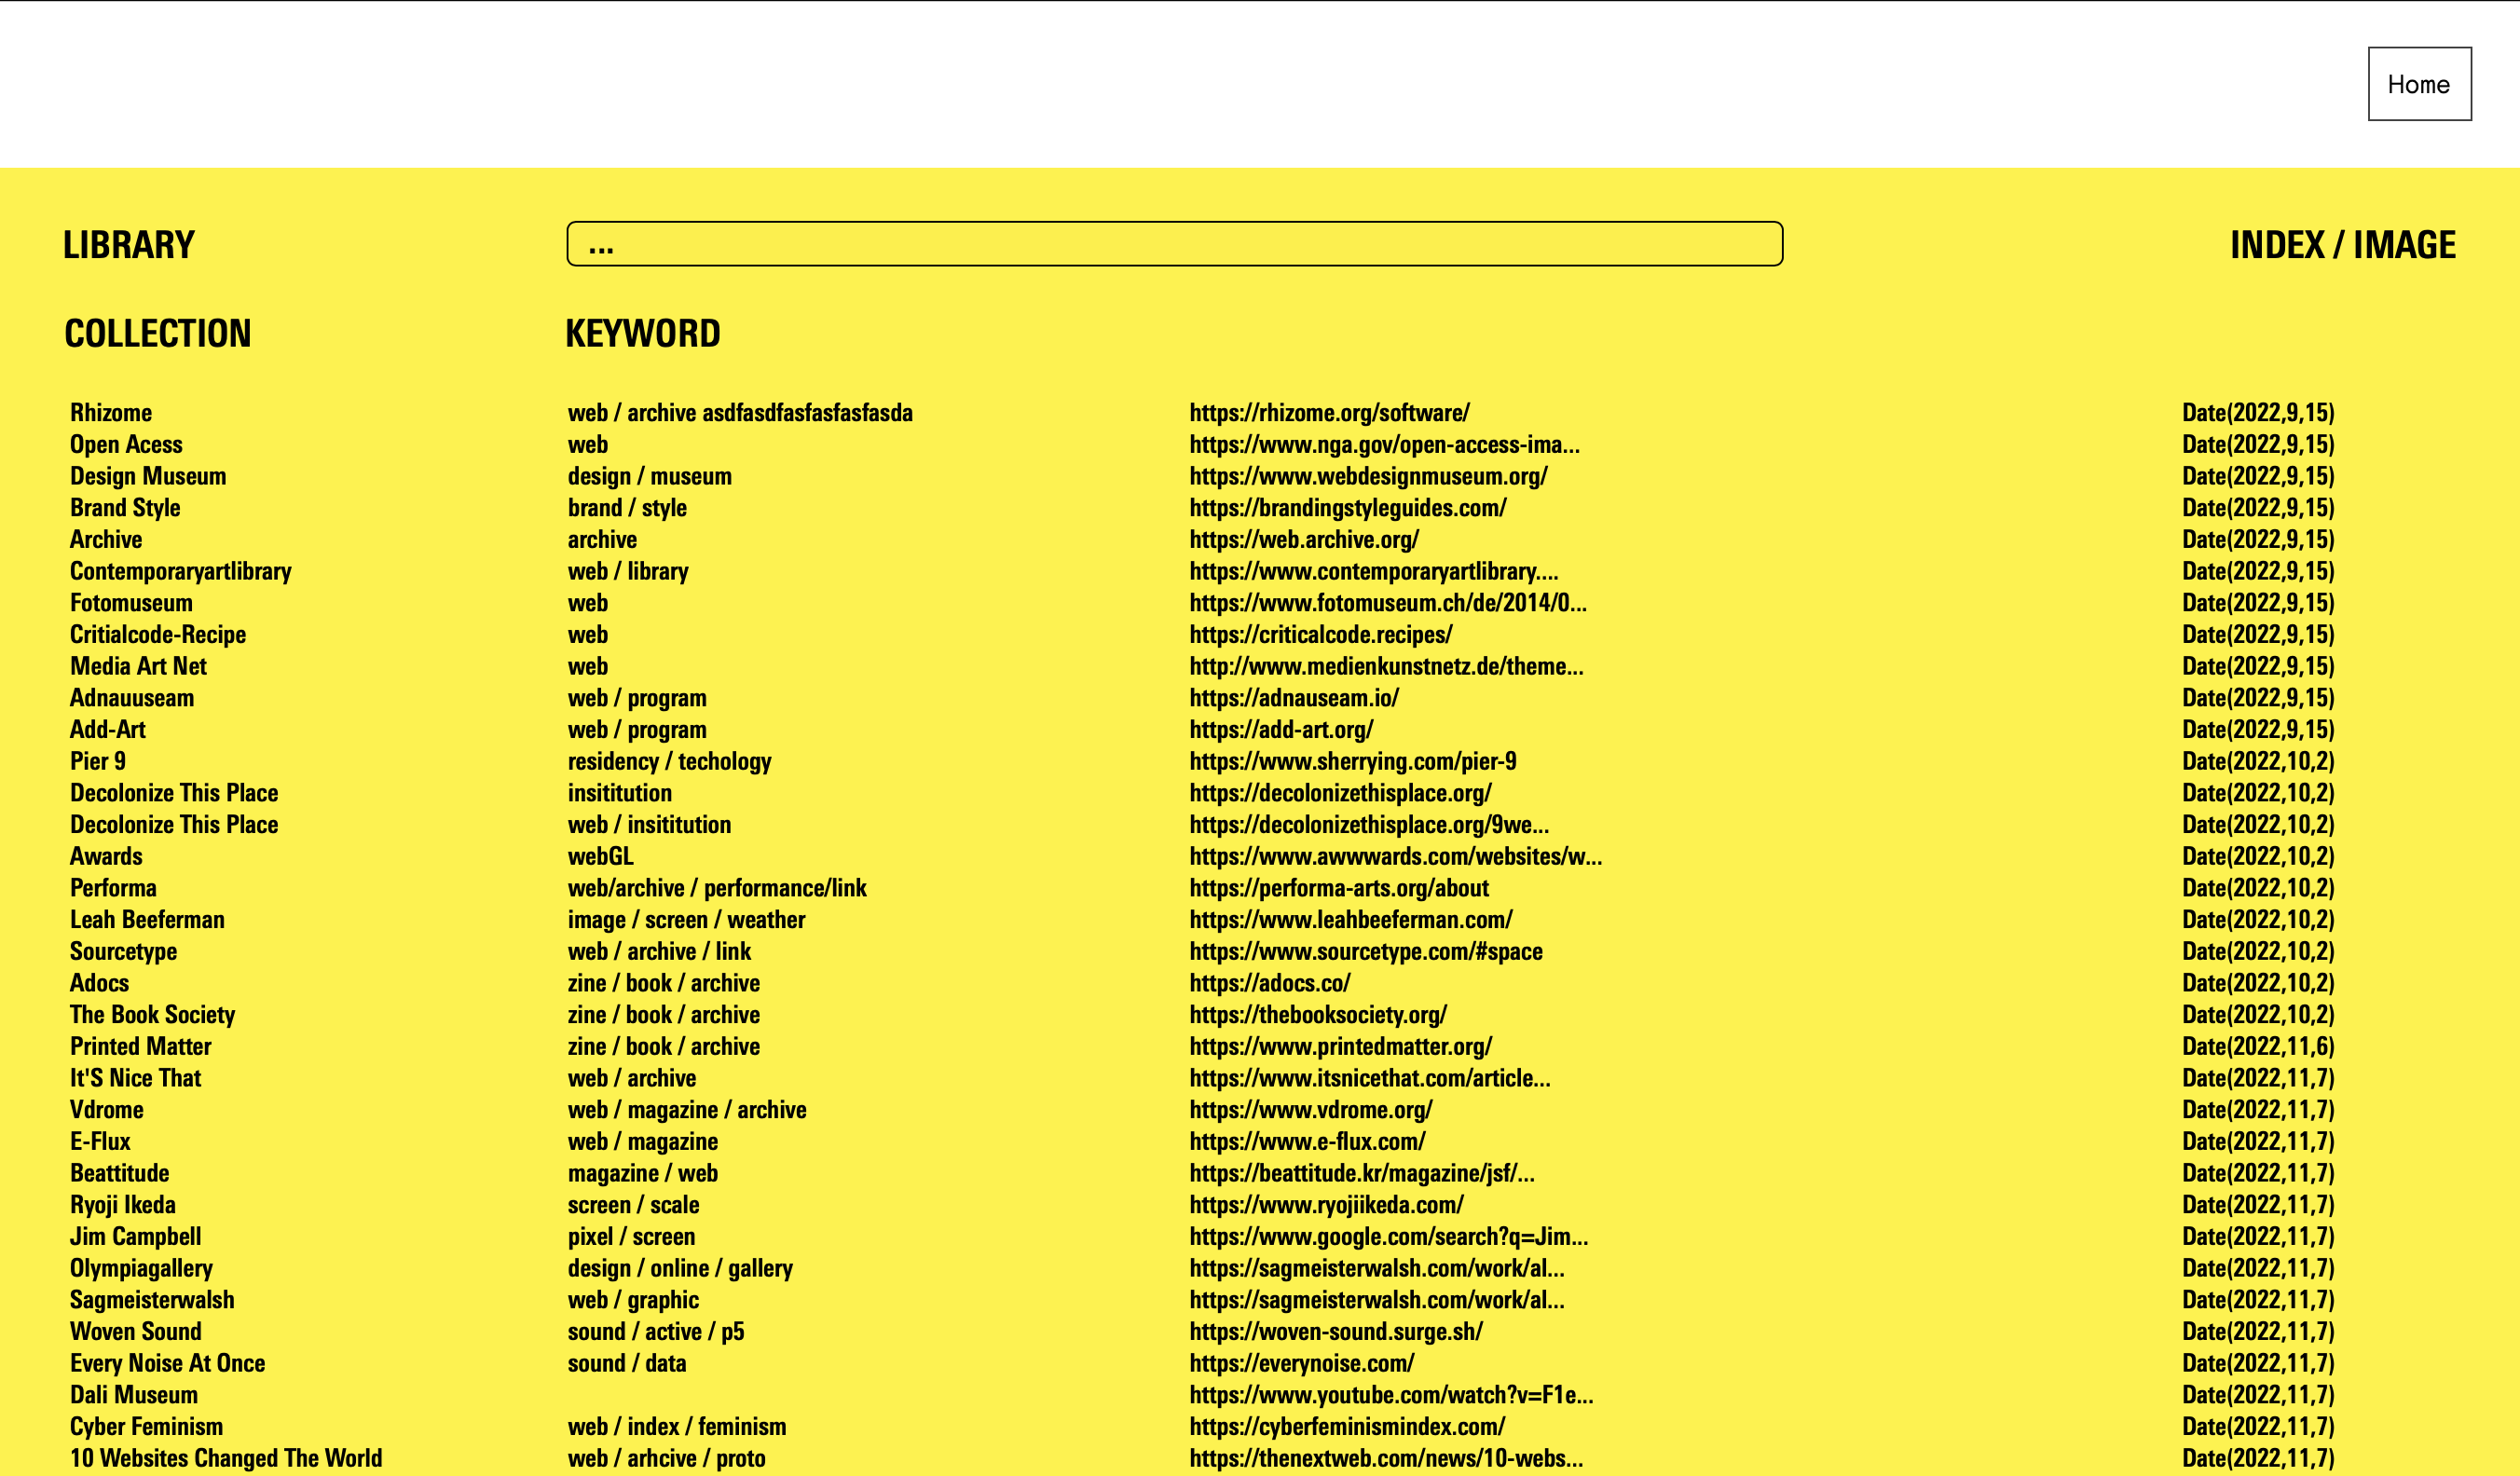 Home
LIBRARY ... INDEX / IMAGE
COLLECTION KEYWORD
Rhizome web / archive asdfasdfasfasfasfasda https://rhizome.org/software/ Date(2022,9,15)
Open Acess web https://www.nga.gov/open-access-ima... Date(2022,9,15)
Design Museum design / museum https://www.webdesignmuseum.org/ Date(2022,9,15)
Brand Style brand / style https://brandingstyleguides.com/ Date(2022,9,15)
Archive archive https://web.archive.org/ Date(2022,9,15)
Contemporaryartlibrary web / library https://www.contemporaryartlibrary.... Date(2022,9,15)
Fotomuseum web https://www.fotomuseum.ch/de/2014/0... Date(2022,9,15)
Critialcode-Recipe web https://criticalcode.recipes/ Date(2022,9,15)
Media Art Net web http://www.medienkunstnetz.de/theme... Date(2022,9,15)
Adnauuseam web / program https://adnauseam.io/ Date(2022,9,15)
Add-Art web / program https://add-art.org/ Date(2022,9,15)
Pier 9 residency / techology https://www.sherrying.com/pier-9 Date(2022,10,2)
Decolonize This Place insititution https://decolonizethisplace.org/ Date(2022,10,2)
Decolonize This Place web / insititution https://decolonizethisplace.org/9we... Date(2022,10,2)
Awards webGL https://www.awwwards.com/websites/w... Date(2022,10,2)
Performa web/archive / performance/link https://performa-arts.org/about Date(2022,10,2)
Leah Beeferman image / screen / weather https://www.leahbeeferman.com/ Date(2022,10,2)
Sourcetype web / archive / link https://www.sourcetype.com/#space Date(2022,10,2)
Adocs zine / book / archive https://adocs.co/ Date(2022,10,2)
The Book Society zine / book / archive https://thebooksociety.org/ Date(2022,10,2)
Printed Matter zine / book / archive https://www.printedmatter.org/ Date(2022,11,6)
It'S Nice That web / archive https://www.itsnicethat.com/article... Date(2022,11,7)
Vdrome web / magazine / archive https://www.vdrome.org/ Date(2022,11,7)
E-Flux web / magazine https://www.e-flux.com/ Date(2022,11,7)
Beattitude magazine / web https://beattitude.kr/magazine/jsf/... Date(2022,11,7)
Ryoji Ikeda screen / scale https://www.ryojiikeda.com/ Date(2022,11,7)
Jim Campbell pixel / screen https://www.google.com/search?q=Jim... Date(2022,11,7)
Olympiagallery design / online / gallery https://sagmeisterwalsh.com/work/al... Date(2022,11,7)
Sagmeisterwalsh web / graphic https://sagmeisterwalsh.com/work/al... Date(2022,11,7)
Woven Sound sound / active / p5 https://woven-sound.surge.sh/ Date(2022,11,7)
Every Noise At Once sound / data https://everynoise.com/ Date(2022,11,7)
Dali Museum https://www.youtube.com/watch?v=F1e... Date(2022,11,7)
Cyber Feminism web / index / feminism https://cyberfeminismindex.com/ Date(2022,11,7)
10 Websites Changed The World web / arhcive / proto https://thenextweb.com/news/10-webs... Date(2022,11,7)